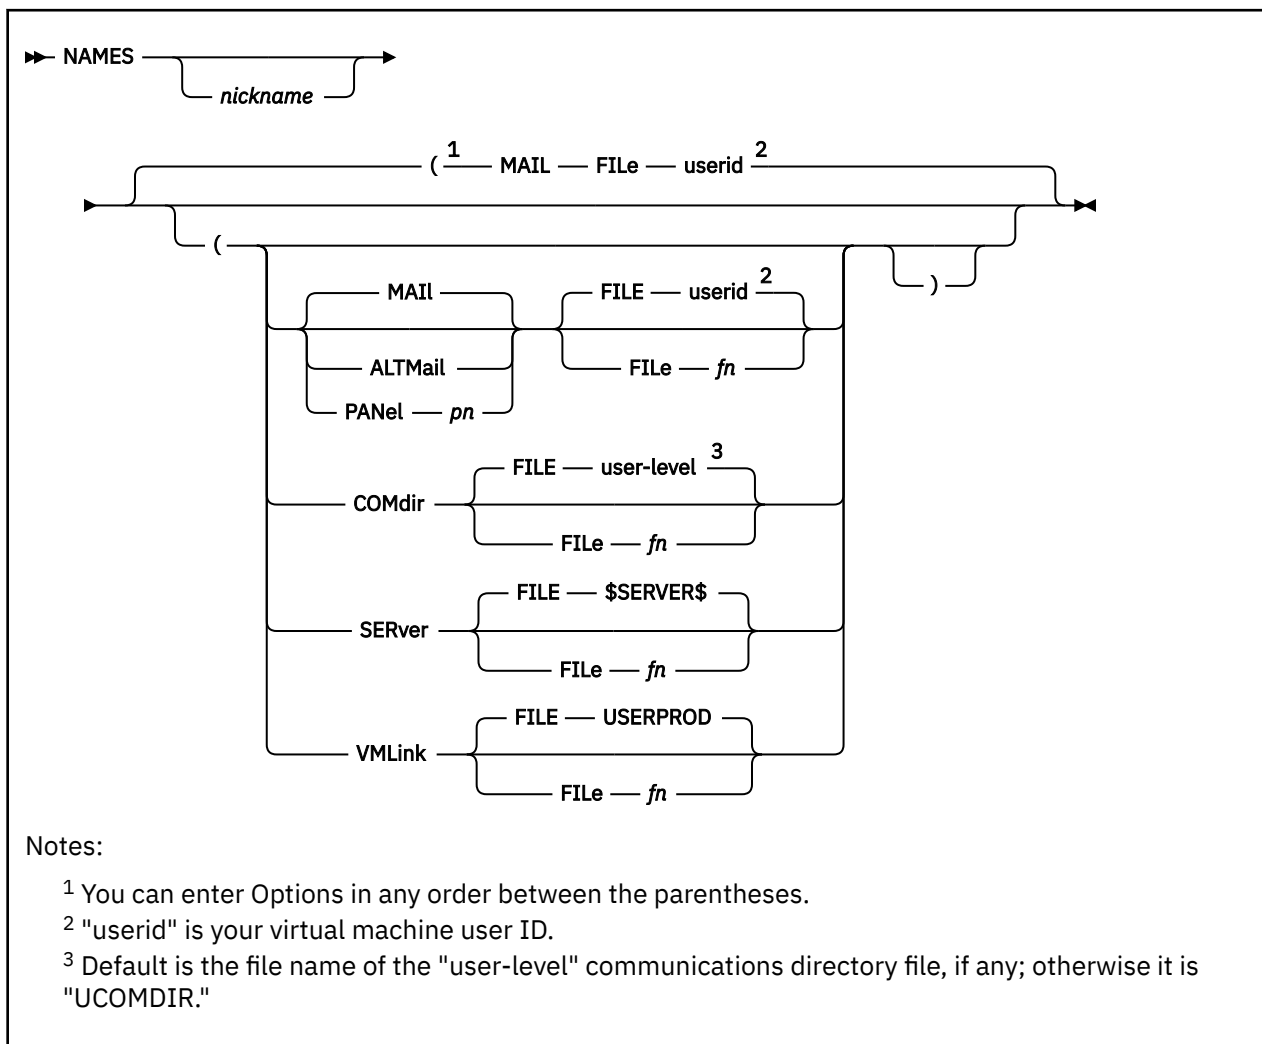 NAMES
nickname
( 1 MAIL FILe userid 2
(
)
MAIl FILE userid 2
ALTMail FILe fn
PANel pn
FILE user-level 3
COMdir
FILe fn
FILE $SERVER$
SERver
FILe fn
FILE USERPROD
VMLink
FILe fn
Notes:
1 You can enter Options in any order between the parentheses.
2 "userid" is your virtual machine user ID.
3 Default is the file name of the "user-level" communications directory file, if any; otherwise it is
"UCOMDIR."